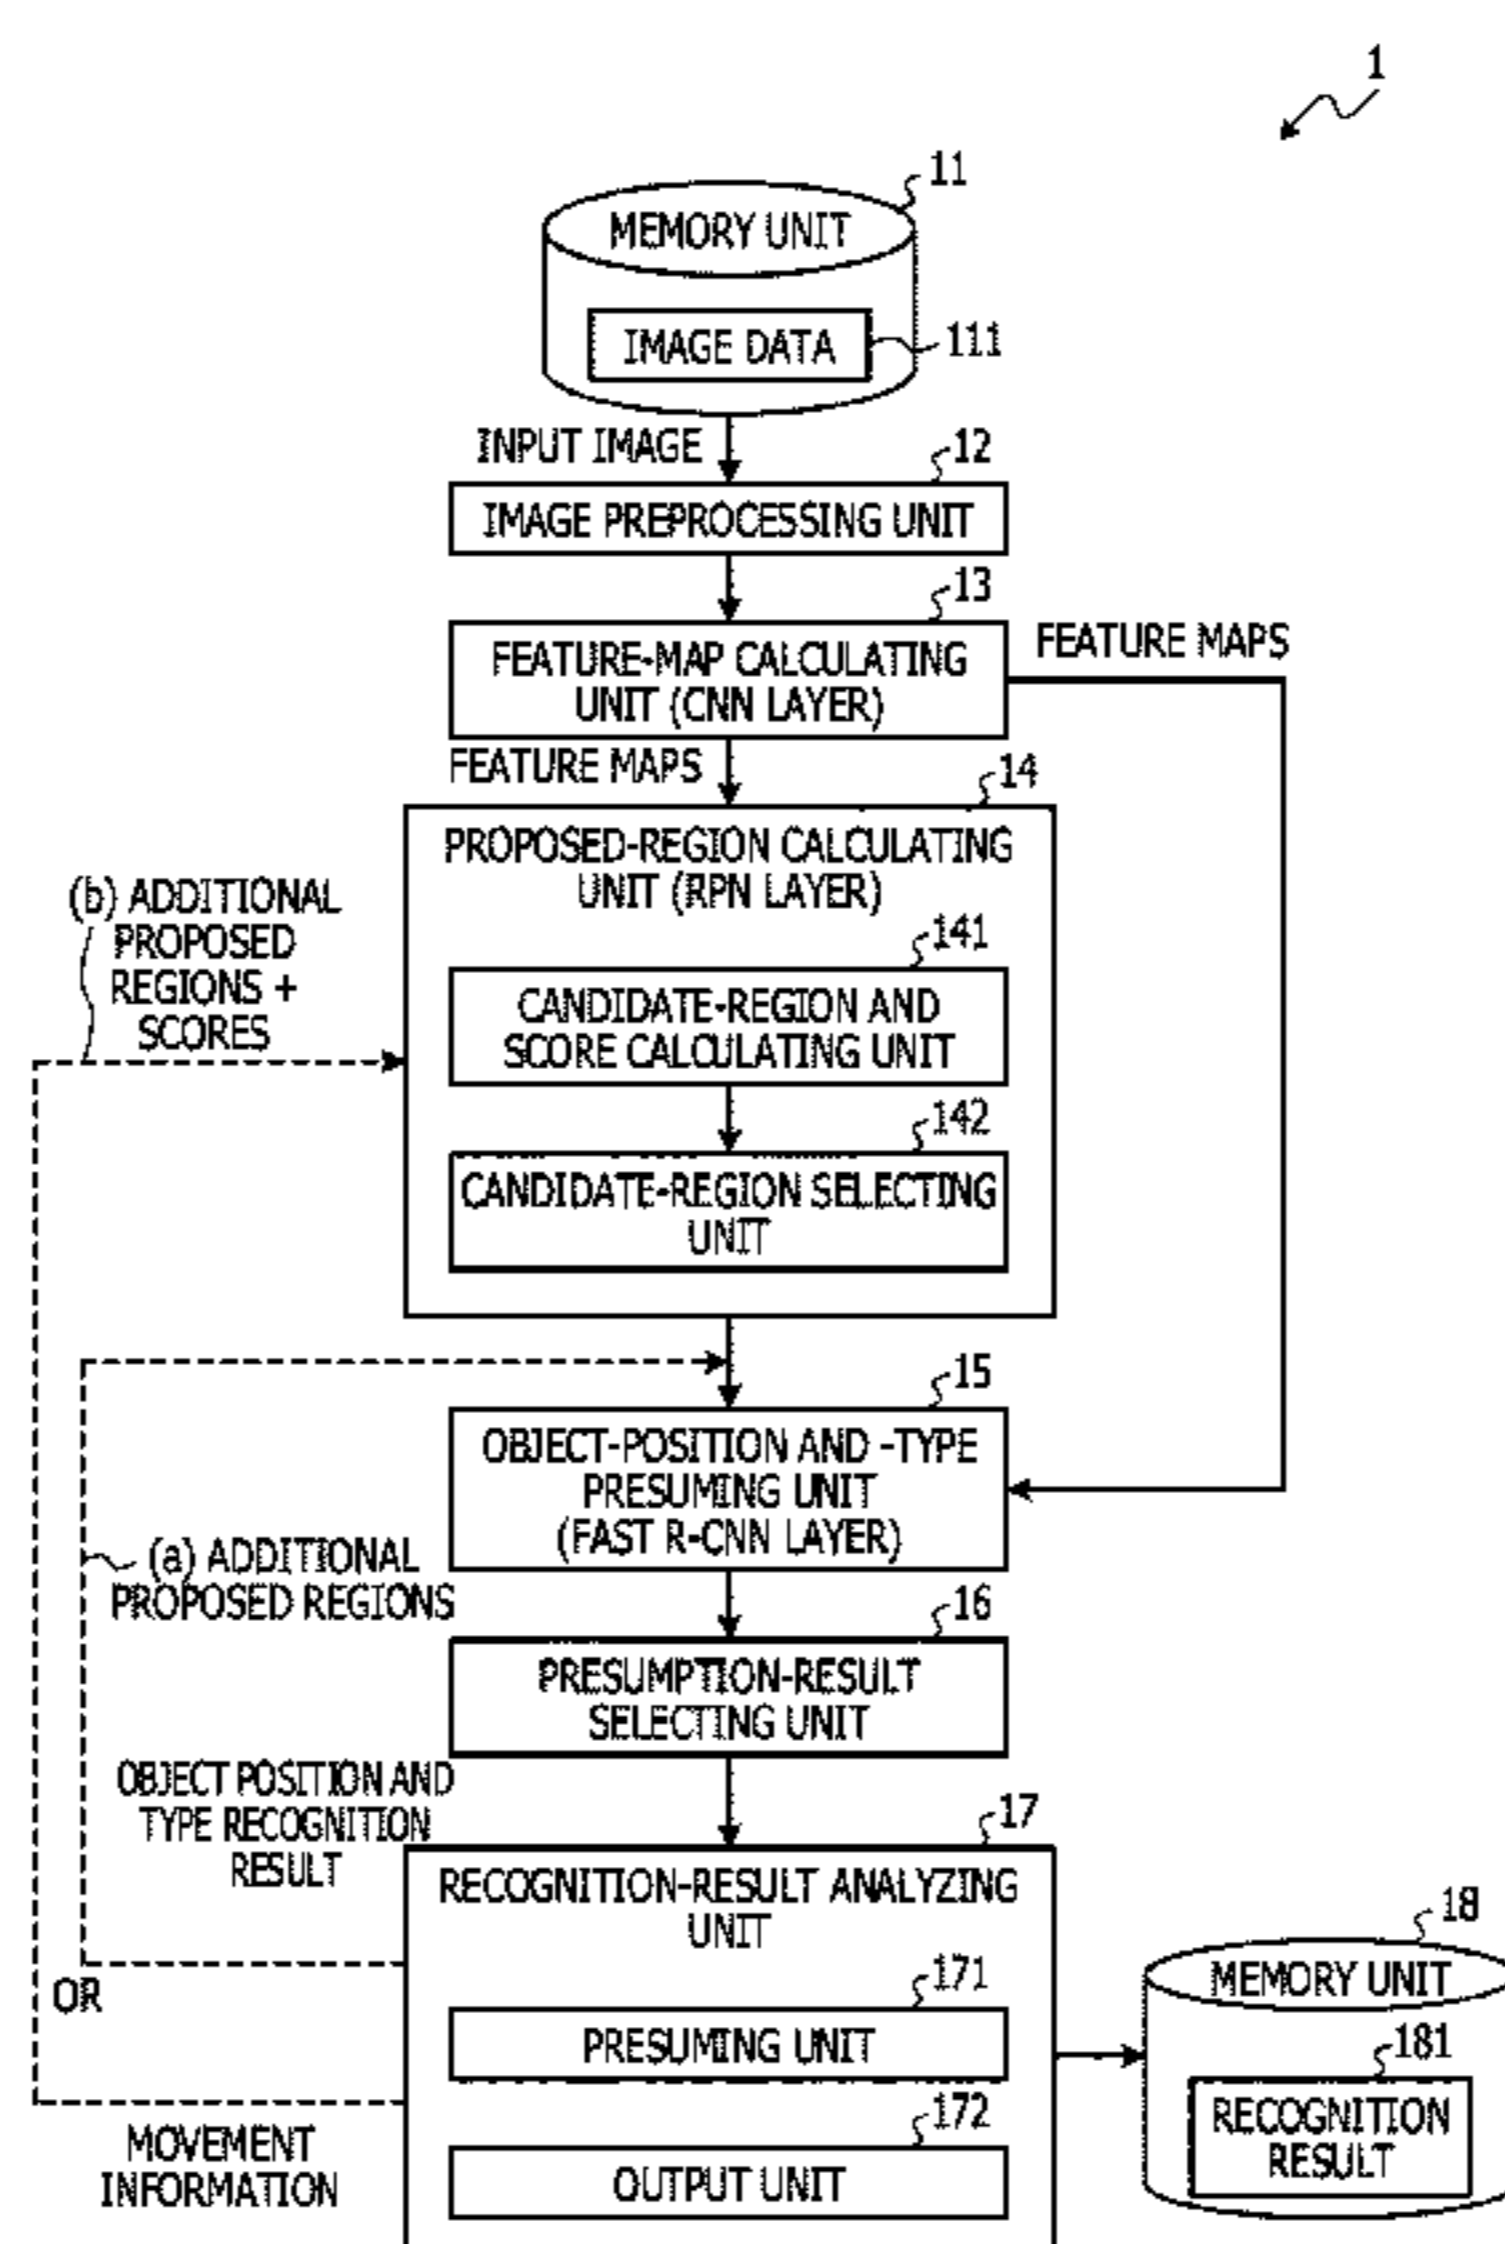 1
11
MEMORY UNIT
IMAGE DATA
111
INPUT IMAGE
12
IMAGE PREPROCESSING UNIT
13
FEATURE-MAP CALCULATING
UNIT (CNN LAYER)
FEATURE MAPS
FEATURE MAPS
14
PROPOSED-REGION CALCULATING
UNIT (RPN LAYER)
(b) ADDITIONAL
PROPOSED
REGIONS +
SCORES
141
CANDIDATE-REGION AND
SCORE CALCULATING UNIT
142
CANDIDATE-REGION SELECTING
UNIT
15
OBJECT-POSITION AND -TYPE
PRESUMING UNIT
(FAST R-CNN LAYER)
(a) ADDITIONAL
PROPOSED REGIONS
16
PRESUMPTION-RESULT
SELECTING UNIT
OBJECT POSITION AND
TYPE RECOGNITION
RESULT
17
RECOGNITION-RESULT ANALYZING
UNIT
18
MEMORY UNIT
OR
171
PRESUMING UNIT
181
RECOGNITION
RESULT
172
OUTPUT UNIT
MOVEMENT
INFORMATION